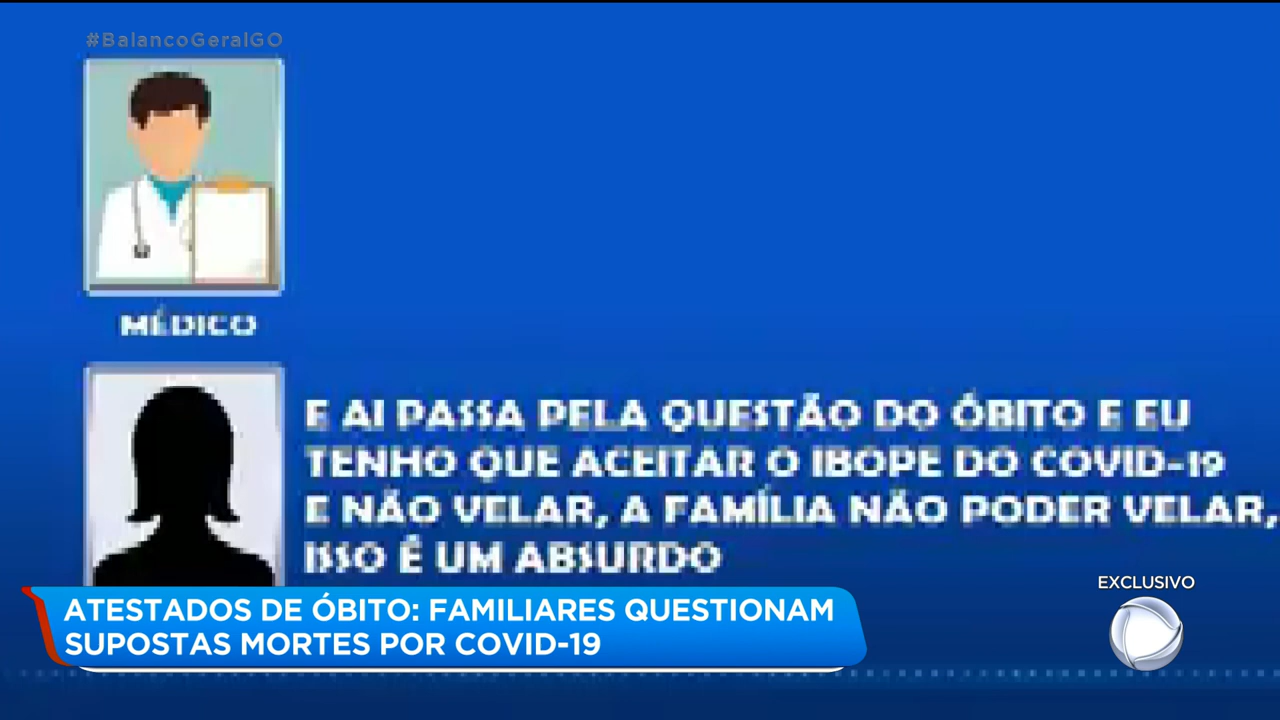 #BalancoGeralGO
MÉDICO
E AI PASSA PELA QUESTÃO DO ÓBITO E EU
TENHO QUE ACEITAR O IBOPE DO COVID-19
E NÃO VELAR, A FAMÍLIA NÃO PODER VELAR,
ISSO É UM ABSURDO
EXCLUSIVO
ATESTADOS DE ÓBITO: FAMILIARES QUESTIONAM
SUPOSTAS MORTES POR COVID-19